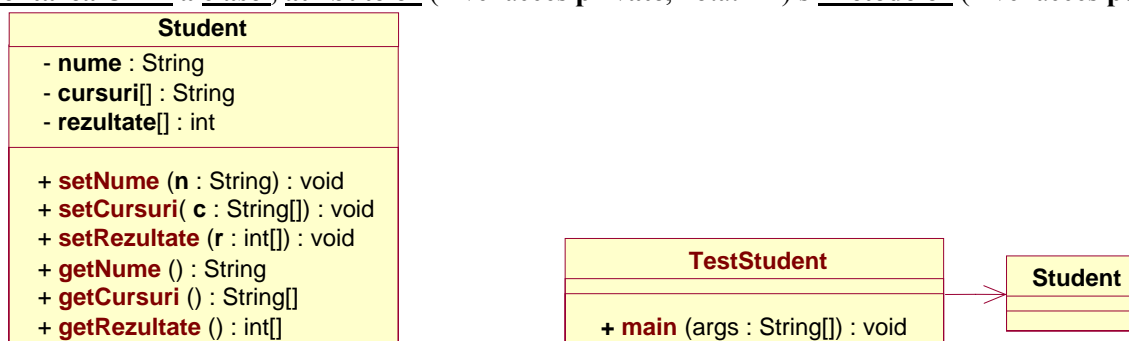 Student
- nume : String
- cursuri[] : String
- rezultate[] : int
+ setNume (n : String) : void
+ setCursuri( c : String[]) : void
+ setRezultate (r : int[]) : void
+ getNume () : String
+ getCursuri () : String[]
+ getRezultate () : int[]
TestStudent
+ main (args : String[]) : void
Student